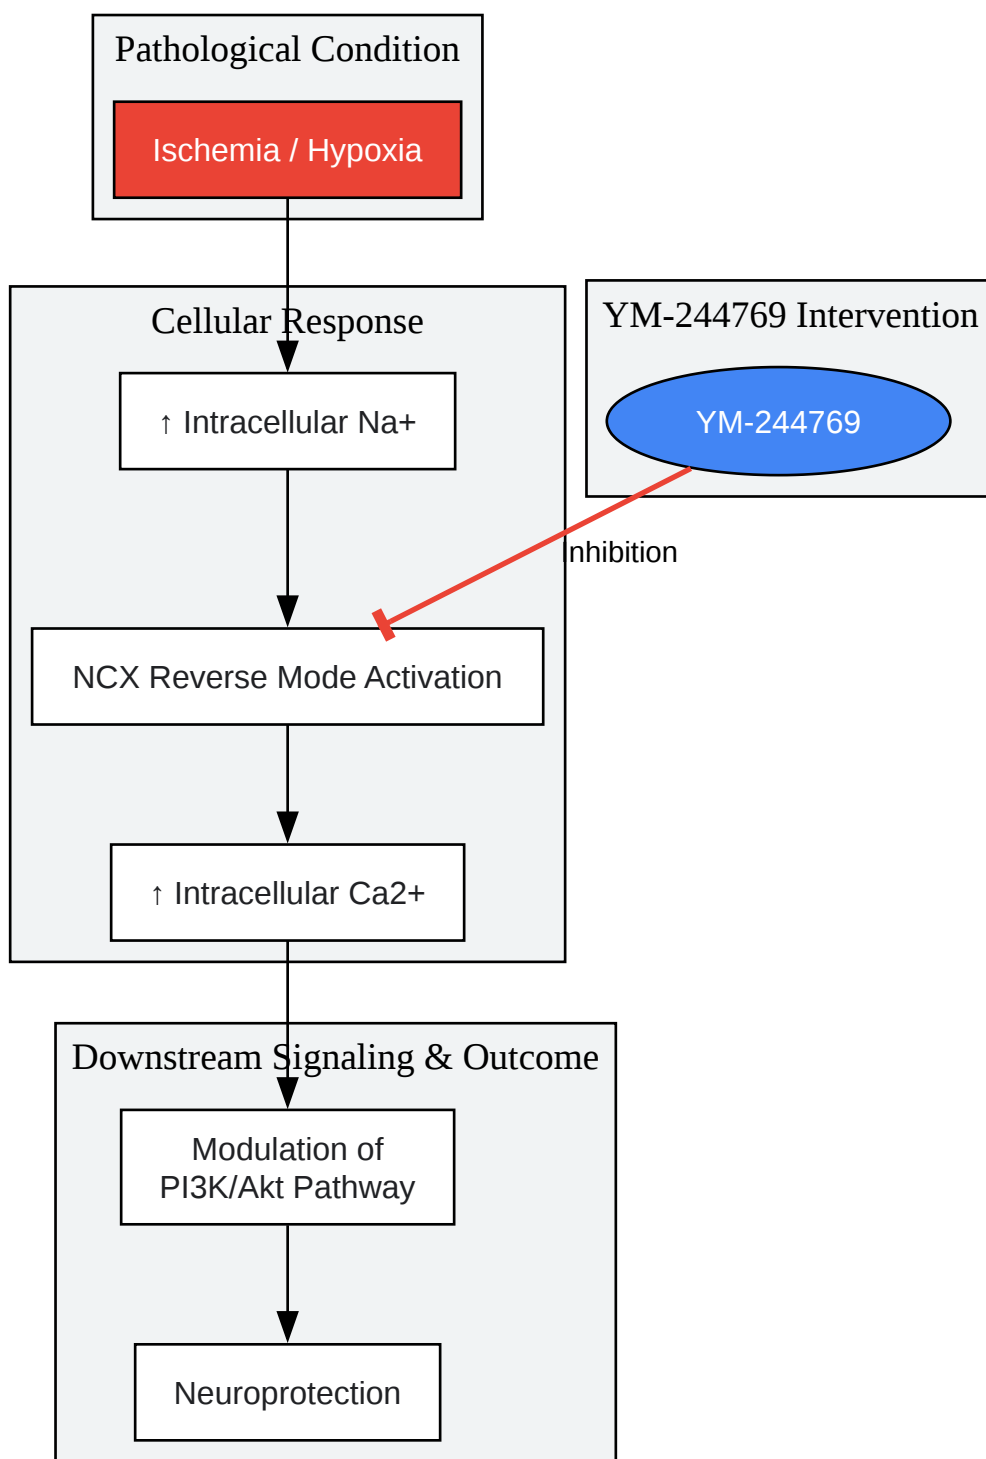 Pathological Condition
Ischemia / Hypoxia
Cellular Response
↑ Intracellular Na+
YM-244769 Intervention
YM-244769
Inhibition
NCX Reverse Mode Activation
↑ Intracellular Ca2+
Downstream Signaling & Outcome
Modulation of
PI3K/Akt Pathway
Neuroprotection